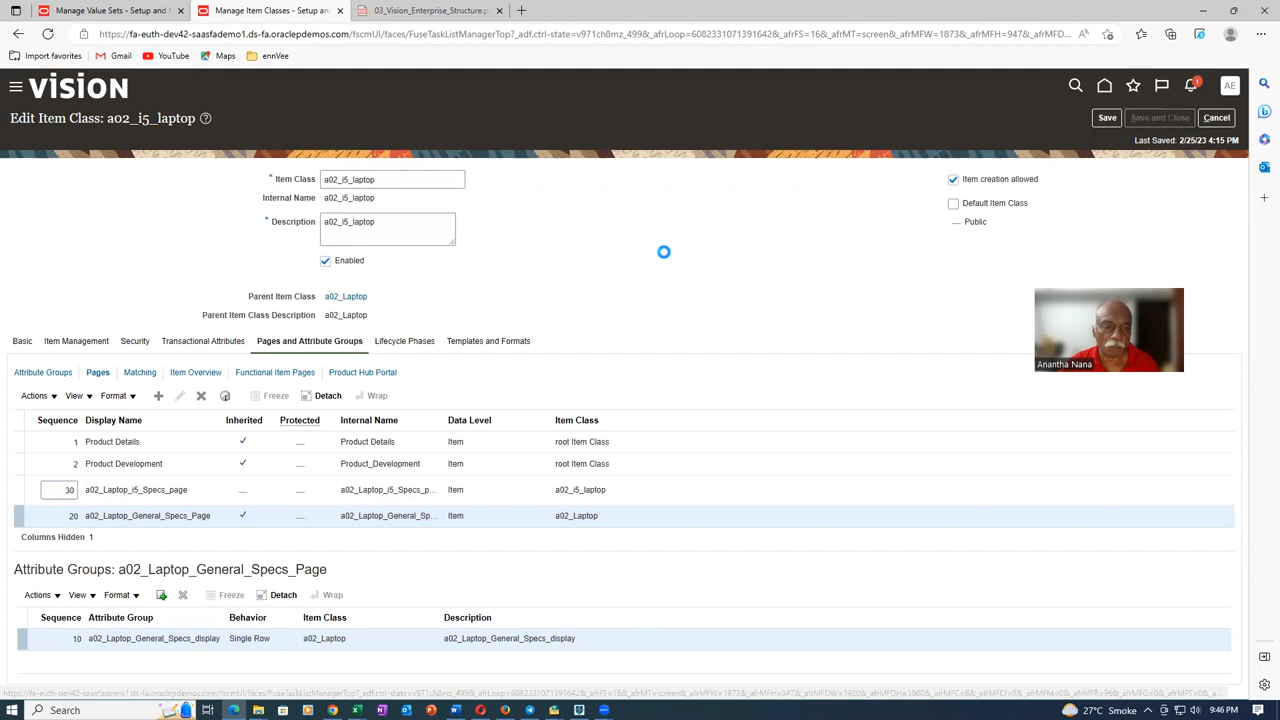 Manage Value Sets - Setup and M
Manage Item Classes - Setup and
03_Vision_Enterprise_Structure.p
https://fa-euth-dev42-saasfademo1.ds-fa.oraclepdemos.com/fscmUI/faces/FuseTaskListManagerTop?_adf.ctrl-state=v971ch8mz_499&_afrLoop=60823310713916428&_afrFS=16&_afrMT=screen&_afrMFW=1873&_afrMFH=947&_afrMFD...
Import favorites
Gmail
YouTube
Maps
ennVee
VISION
1
AE
Edit Item Class: a02_i5_laptop
Save
Save and Close
Cancel
Last Saved: 2/25/23 4:15 PM
* Item Class a02_i5_laptop
Item creation allowed
Internal Name a02_i5_laptop
Default Item Class
* Description a02_i5_laptop
Public
Enabled
Parent Item Class a02_Laptop
Parent Item Class Description a02_Laptop
Anantha Nana
Basic Item Management Security Transactional Attributes Pages and Attribute Groups Lifecycle Phases Templates and Formats
Attribute Groups Pages Matching Item Overview Functional Item Pages Product Hub Portal
Actions View Format Freeze Detach Wrap
Sequence Display Name Inherited Protected Internal Name Data Level Item Class
1 Product Details Product Details Item root Item Class
2 Product Development Product_Development Item root Item Class
30 a02_Laptop_i5_Specs_page a02_Laptop_i5_Specs_p... Item a02_i5_laptop
20 a02_Laptop_General_Specs_Page a02_Laptop_General_Sp... Item a02_Laptop
Columns Hidden 1
Attribute Groups: a02_Laptop_General_Specs_Page
Actions View Format Freeze Detach Wrap
Sequence Attribute Group Behavior Item Class Description
10 a02_Laptop_General_Specs_display Single Row a02_Laptop a02_Laptop_General_Specs_display
Search
27°C Smoke
9:46 PM